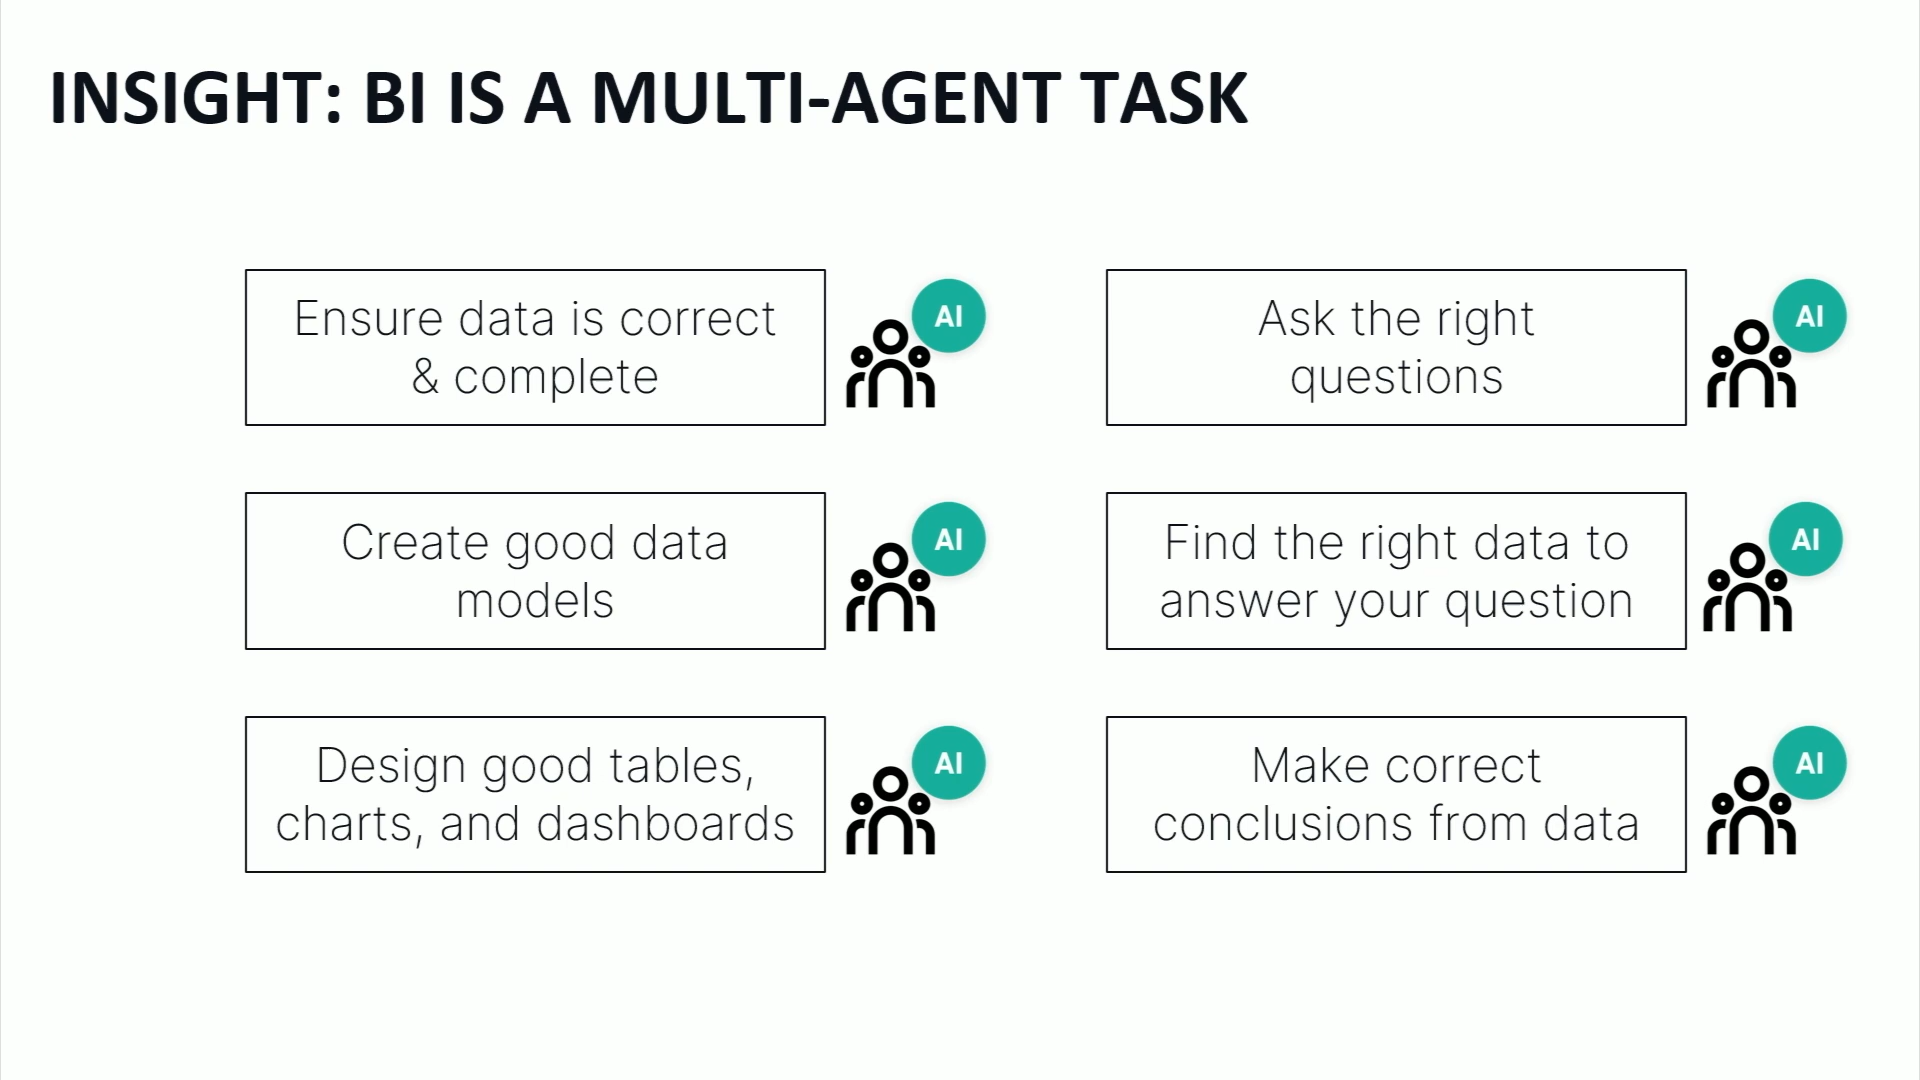 INSIGHT: BI IS A MULTI-AGENT TASK
Ensure data is correct
& complete
AI
Ask the right
questions
AI
Create good data
models
AI
Find the right data to
answer your question
AI
Design good tables,
charts, and dashboards
AI
Make correct
conclusions from data
AI